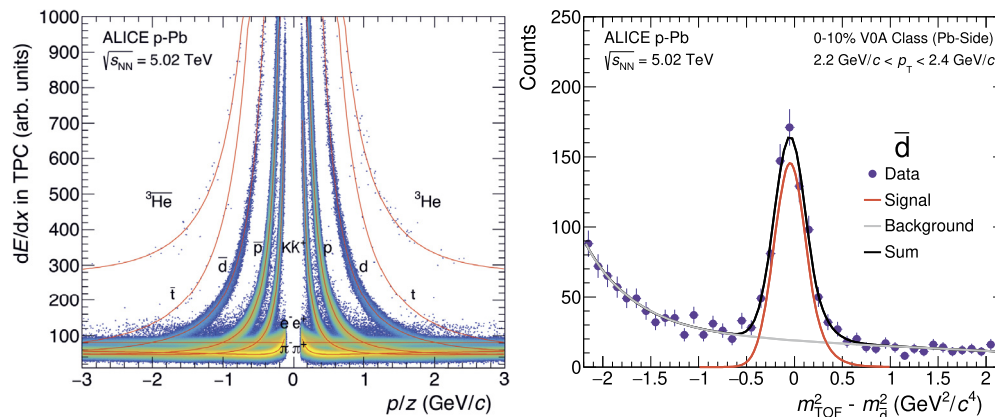 dE/dx in TPC (arb. units)
1000
900
800
700
600
500
400
300
200
100
ALICE p-Pb
√s_NN = 5.02 TeV
³H̅e̅
³He
d̅
p̅
K⁻
K⁺
p
d
t̅
t
e⁻ e⁺
π⁻ π⁺
−3 −2 −1 0 1 2 3
p/z (GeV/c)
Counts
250
200
150
100
50
0
ALICE p-Pb
√s_NN = 5.02 TeV
0-10% V0A Class (Pb-Side)
2.2 GeV/c < p_T < 2.4 GeV/c
d̅
Data
Signal
Background
Sum
−2 −1.5 −1 −0.5 0 0.5 1 1.5 2
m²_TOF - m²_d̅ (GeV²/c⁴)